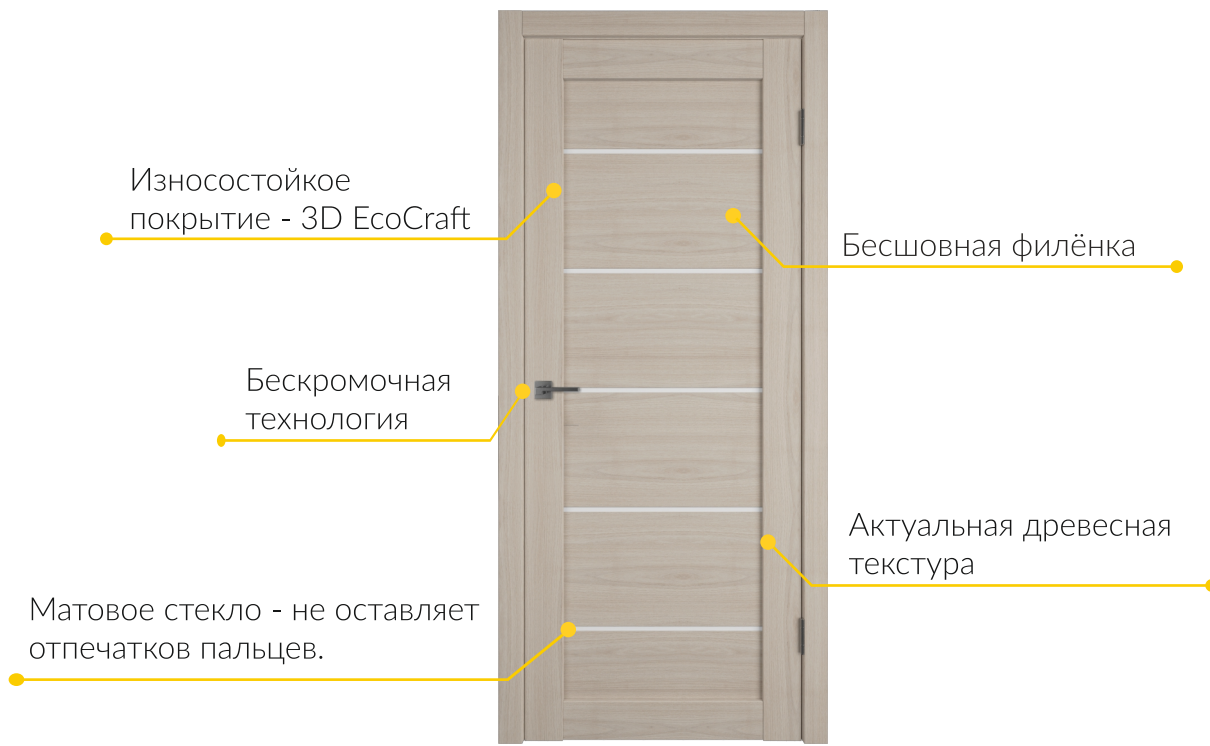 Износостойкое
покрытие - 3D EcoCraft
Бесшовная филёнка
Бескромочная
технология
Актуальная древесная
текстура
Матовое стекло - не оставляет
отпечатков пальцев.